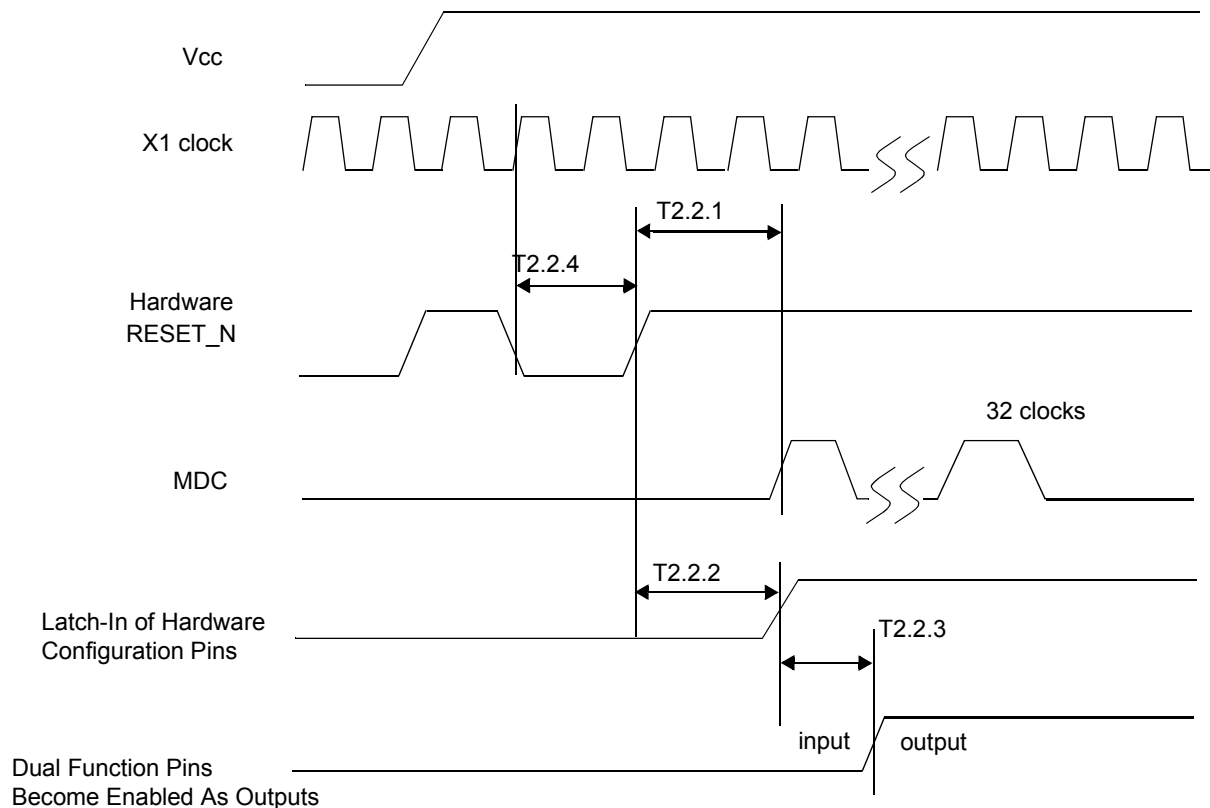 Vcc
X1 clock
T2.2.1
T2.2.4
Hardware
RESET_N
32 clocks
MDC
T2.2.2
Latch-In of Hardware
Configuration Pins
T2.2.3
input
output
Dual Function Pins
Become Enabled As Outputs